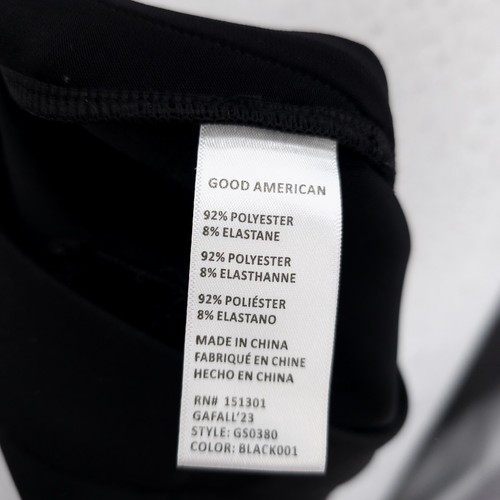 GOOD AMERICAN
92% POLYESTER
8% ELASTANE
92% POLYESTER
8% ELASTHANNE
92% POLIÉSTER
8% ELASTANO
MADE IN CHINA
FABRIQUÉ EN CHINE
HECHO EN CHINA
RN# 151301
GAFALL'23
STYLE: GS0380
COLOR: BLACK001